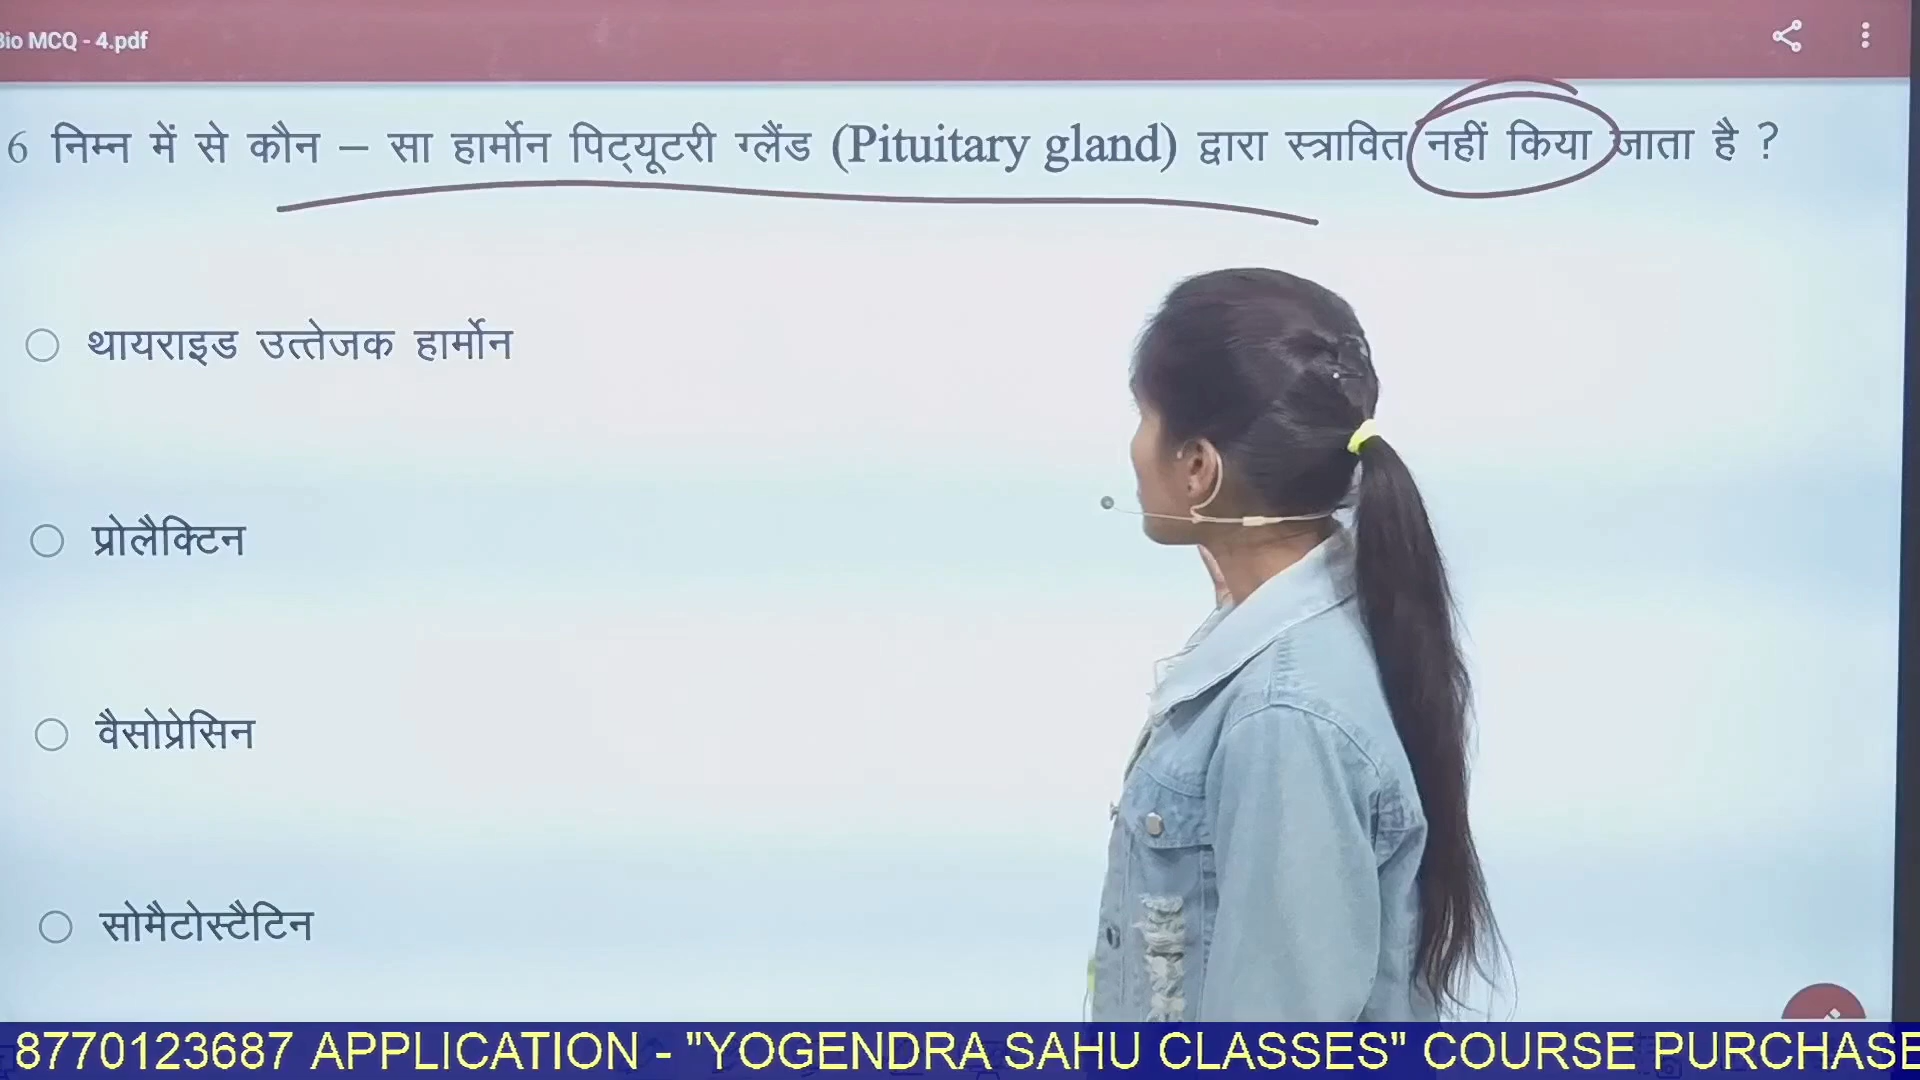 Bio MCQ - 4.pdf
6 निम्न में से कौन – सा हार्मोन पिट्यूटरी ग्लैंड (Pituitary gland) द्वारा स्त्रावित नहीं किया जाता है ?
थायराइड उत्तेजक हार्मोन
प्रोलैक्टिन
वैसोप्रेसिन
सोमैटोस्टैटिन
8770123687 APPLICATION - "YOGENDRA SAHU CLASSES" COURSE PURCHASE